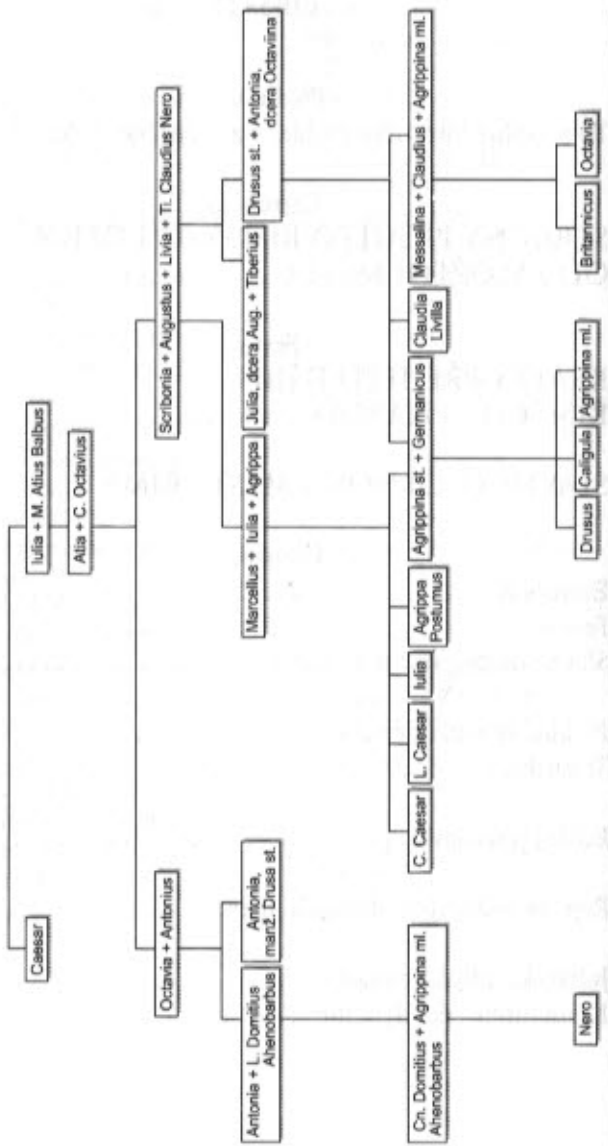 Caesar
Iulia + M. Atius Balbus
Atia + C. Octavius
Octavia + Antonius
Scribonia + Augustus + Livia + Ti. Claudius Nero
Antonia + L. Domitius
Ahenobarbus
Antonia,
manž. Drusa st.
Marcellus + Iulia + Agrippa
Julia, dcera Aug. + Tiberius
Drusus st. + Antonia,
dcera Octaviina
Cn. Domitius + Agrippina ml.
Ahenobarbus
C. Caesar
L. Caesar
Iulia
Agrippa
Postumus
Agrippina st. + Germanicus
Claudia
Livilla
Messalina + Claudius + Agrippina ml.
Nero
Drusus
Caligula
Agrippina ml.
Britannicus
Octavia